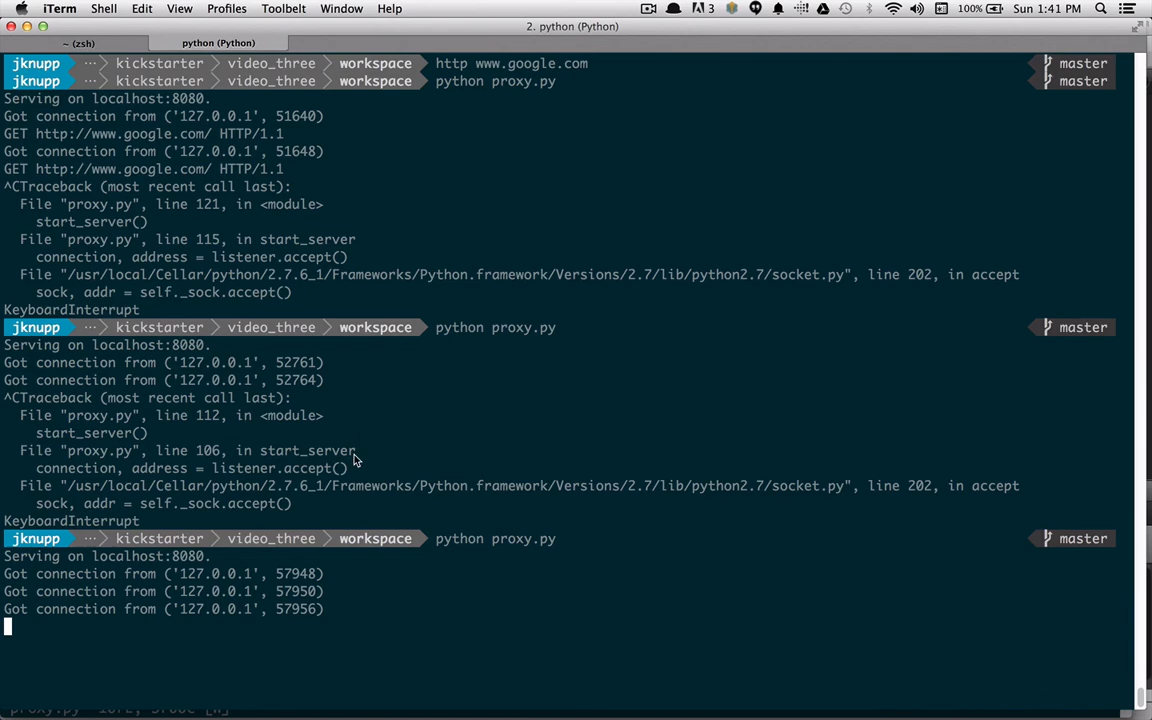 iTerm Shell Edit View Profiles Toolbelt Window Help 3 100% Sun 1:41 PM
2. python (Python)
~ (zsh) python (Python)
jknupp ··· kickstarter video_three workspace http www.google.com master
jknupp ··· kickstarter video_three workspace python proxy.py master
Serving on localhost:8080.
Got connection from ('127.0.0.1', 51640)
GET http://www.google.com/ HTTP/1.1
Got connection from ('127.0.0.1', 51648)
GET http://www.google.com/ HTTP/1.1
^CTraceback (most recent call last):
File "proxy.py", line 121, in <module>
start_server()
File "proxy.py", line 115, in start_server
connection, address = listener.accept()
File "/usr/local/Cellar/python/2.7.6_1/Frameworks/Python.framework/Versions/2.7/lib/python2.7/socket.py", line 202, in accept
sock, addr = self._sock.accept()
KeyboardInterrupt
jknupp ··· kickstarter video_three workspace python proxy.py master
Serving on localhost:8080.
Got connection from ('127.0.0.1', 52761)
Got connection from ('127.0.0.1', 52764)
^CTraceback (most recent call last):
File "proxy.py", line 112, in <module>
start_server()
File "proxy.py", line 106, in start_server
connection, address = listener.accept()
File "/usr/local/Cellar/python/2.7.6_1/Frameworks/Python.framework/Versions/2.7/lib/python2.7/socket.py", line 202, in accept
sock, addr = self._sock.accept()
KeyboardInterrupt
jknupp ··· kickstarter video_three workspace python proxy.py master
Serving on localhost:8080.
Got connection from ('127.0.0.1', 57948)
Got connection from ('127.0.0.1', 57950)
Got connection from ('127.0.0.1', 57956)